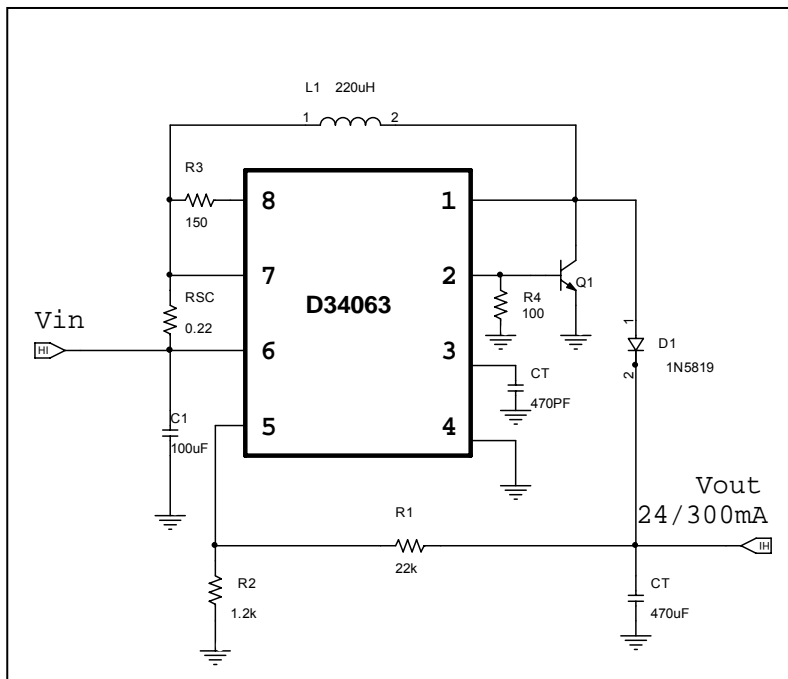 L1 220uH
1 2
R3
150
8 1
7 2
RSC
0.22
D34063
R4
100
Q1
Vin
HI
6 3
CT
470PF
1
D1
1N5819
2
C1
100uF
5 4
Vout
24/300mA
R1
22k
IH
R2
1.2k
CT
470uF